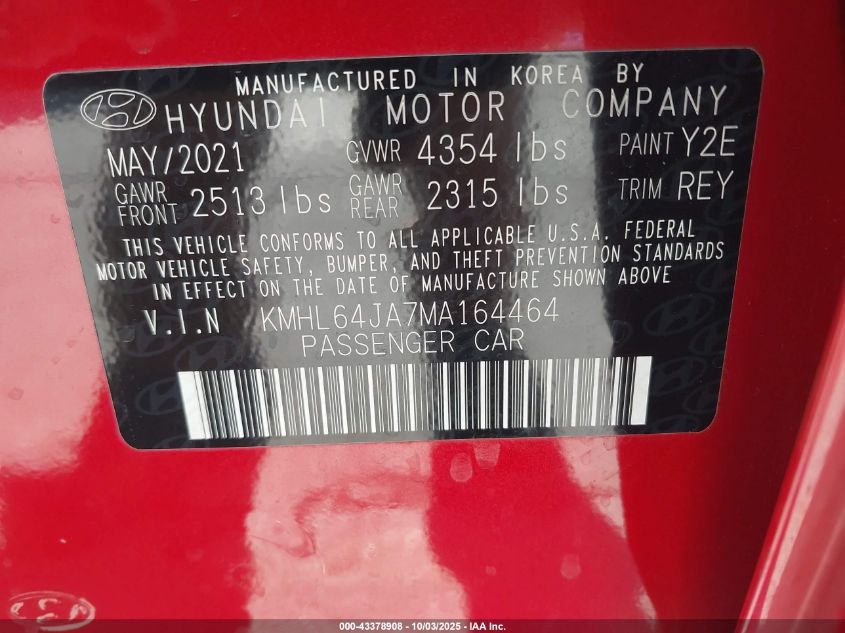 MANUFACTURED IN KOREA BY
HYUNDAI MOTOR COMPANY
MAY/2021 GVWR 4354 lbs PAINT Y2E
GAWR FRONT 2513 lbs GAWR REAR 2315 lbs TRIM REY
THIS VEHICLE CONFORMS TO ALL APPLICABLE U.S.A. FEDERAL
MOTOR VEHICLE SAFETY, BUMPER, AND THEFT PREVENTION STANDARDS
IN EFFECT ON THE DATE OF MANUFACTURE SHOWN ABOVE
V.I.N KMHL64JA7MA164464
PASSENGER CAR
000-43378908 - 10/03/2025 - IAA Inc.